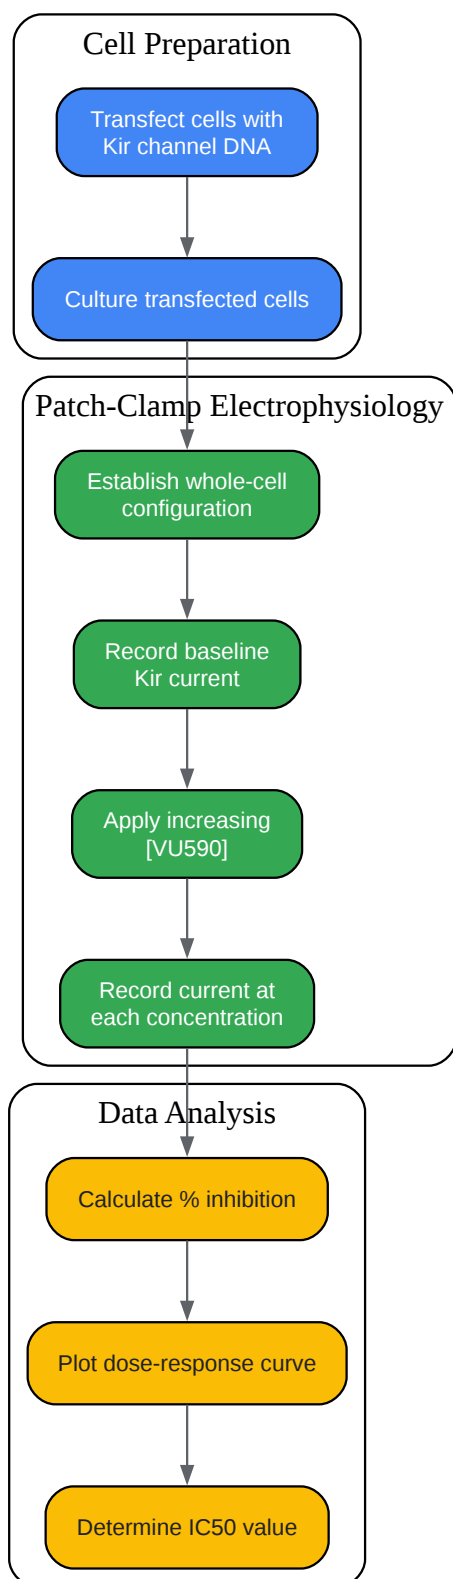 Cell Preparation
Transfect cells with
Kir channel DNA
Culture transfected cells
Patch-Clamp Electrophysiology
Establish whole-cell
configuration
Record baseline
Kir current
Apply increasing
[VU590]
Record current at
each concentration
Data Analysis
Calculate % inhibition
Plot dose-response curve
Determine IC50 value